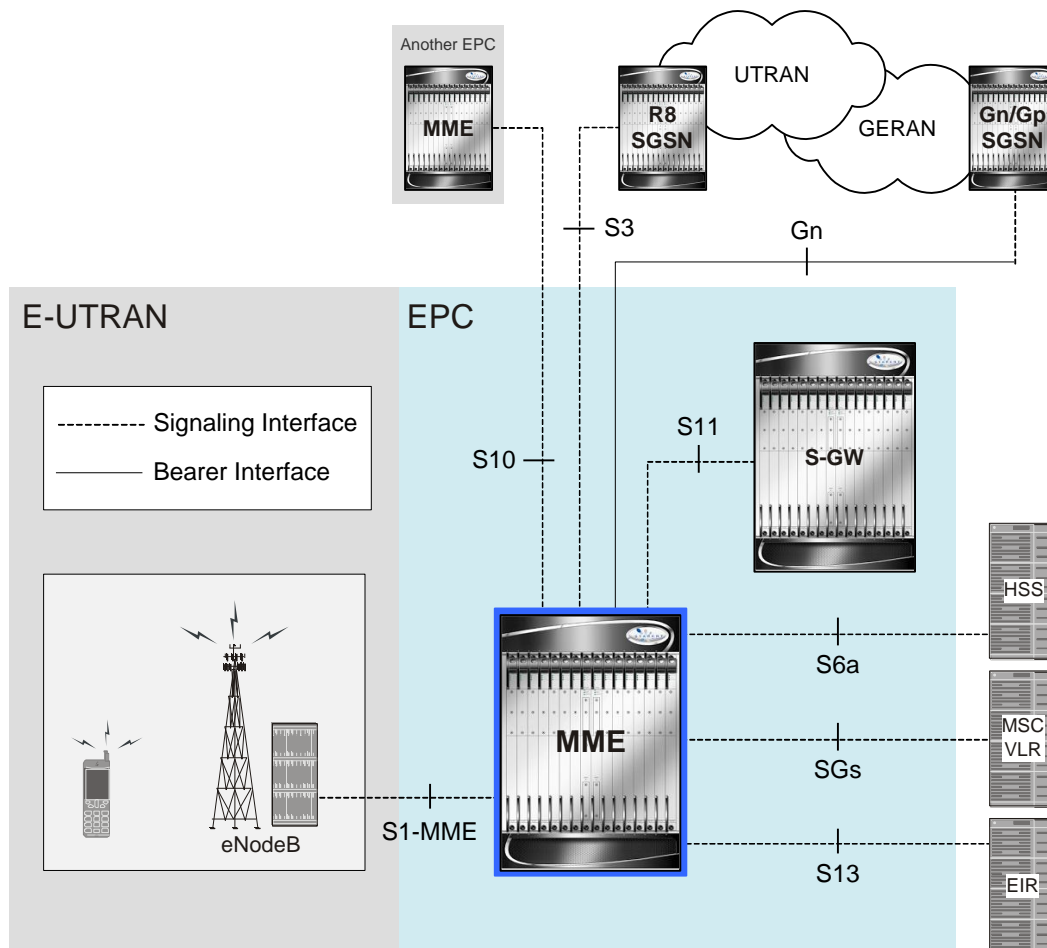 Another EPC
MME
R8
SGSN
UTRAN
GERAN
Gn/Gp
SGSN
S3
Gn
E-UTRAN
EPC
Signaling Interface
Bearer Interface
S10
S11
S-GW
HSS
S6a
MME
MSC
VLR
SGs
S1-MME
eNodeB
S13
EIR